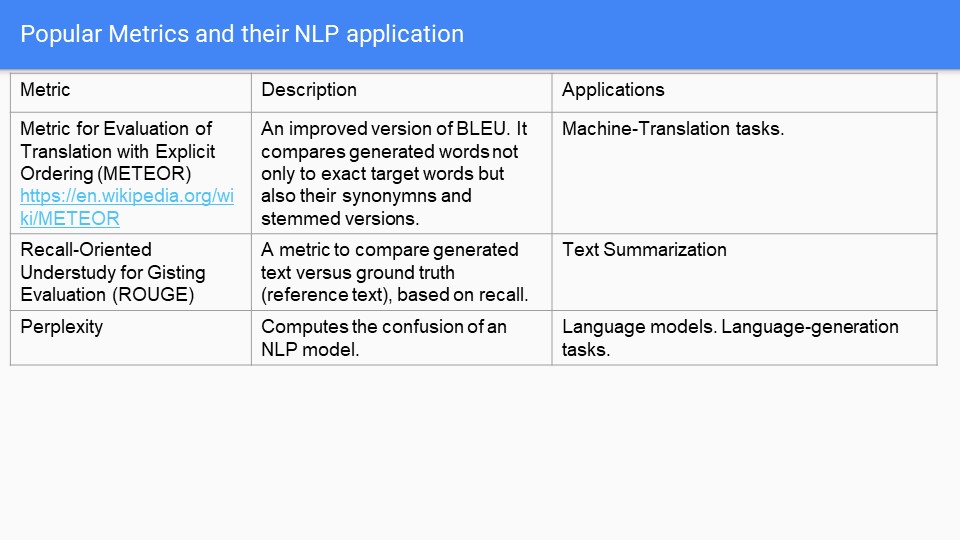 Popular Metrics and their NLP application
Metric
Description
Applications
Metric for Evaluation of
Translation with Explicit
Ordering (METEOR)
https://en.wikipedia.org/wi
ki/METEOR
An improved version of BLEU. It
compares generated words not
only to exact target words but
also their synonymns and
stemmed versions.
Machine-Translation tasks.
Recall-Oriented
Understudy for Gisting
Evaluation (ROUGE)
A metric to compare generated
text versus ground truth
(reference text), based on recall.
Text Summarization
Perplexity
Computes the confusion of an
NLP model.
Language models. Language-generation
tasks.